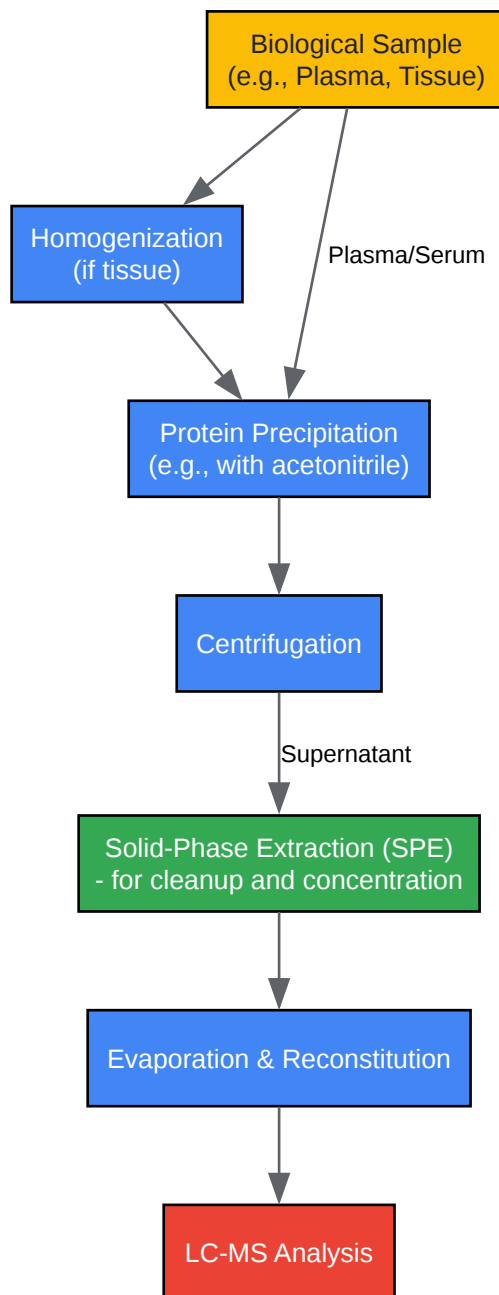 Biological Sample
(e.g., Plasma, Tissue)
Homogenization
(if tissue)
Plasma/Serum
Protein Precipitation
(e.g., with acetonitrile)
Centrifugation
Supernatant
Solid-Phase Extraction (SPE)
- for cleanup and concentration
Evaporation & Reconstitution
LC-MS Analysis